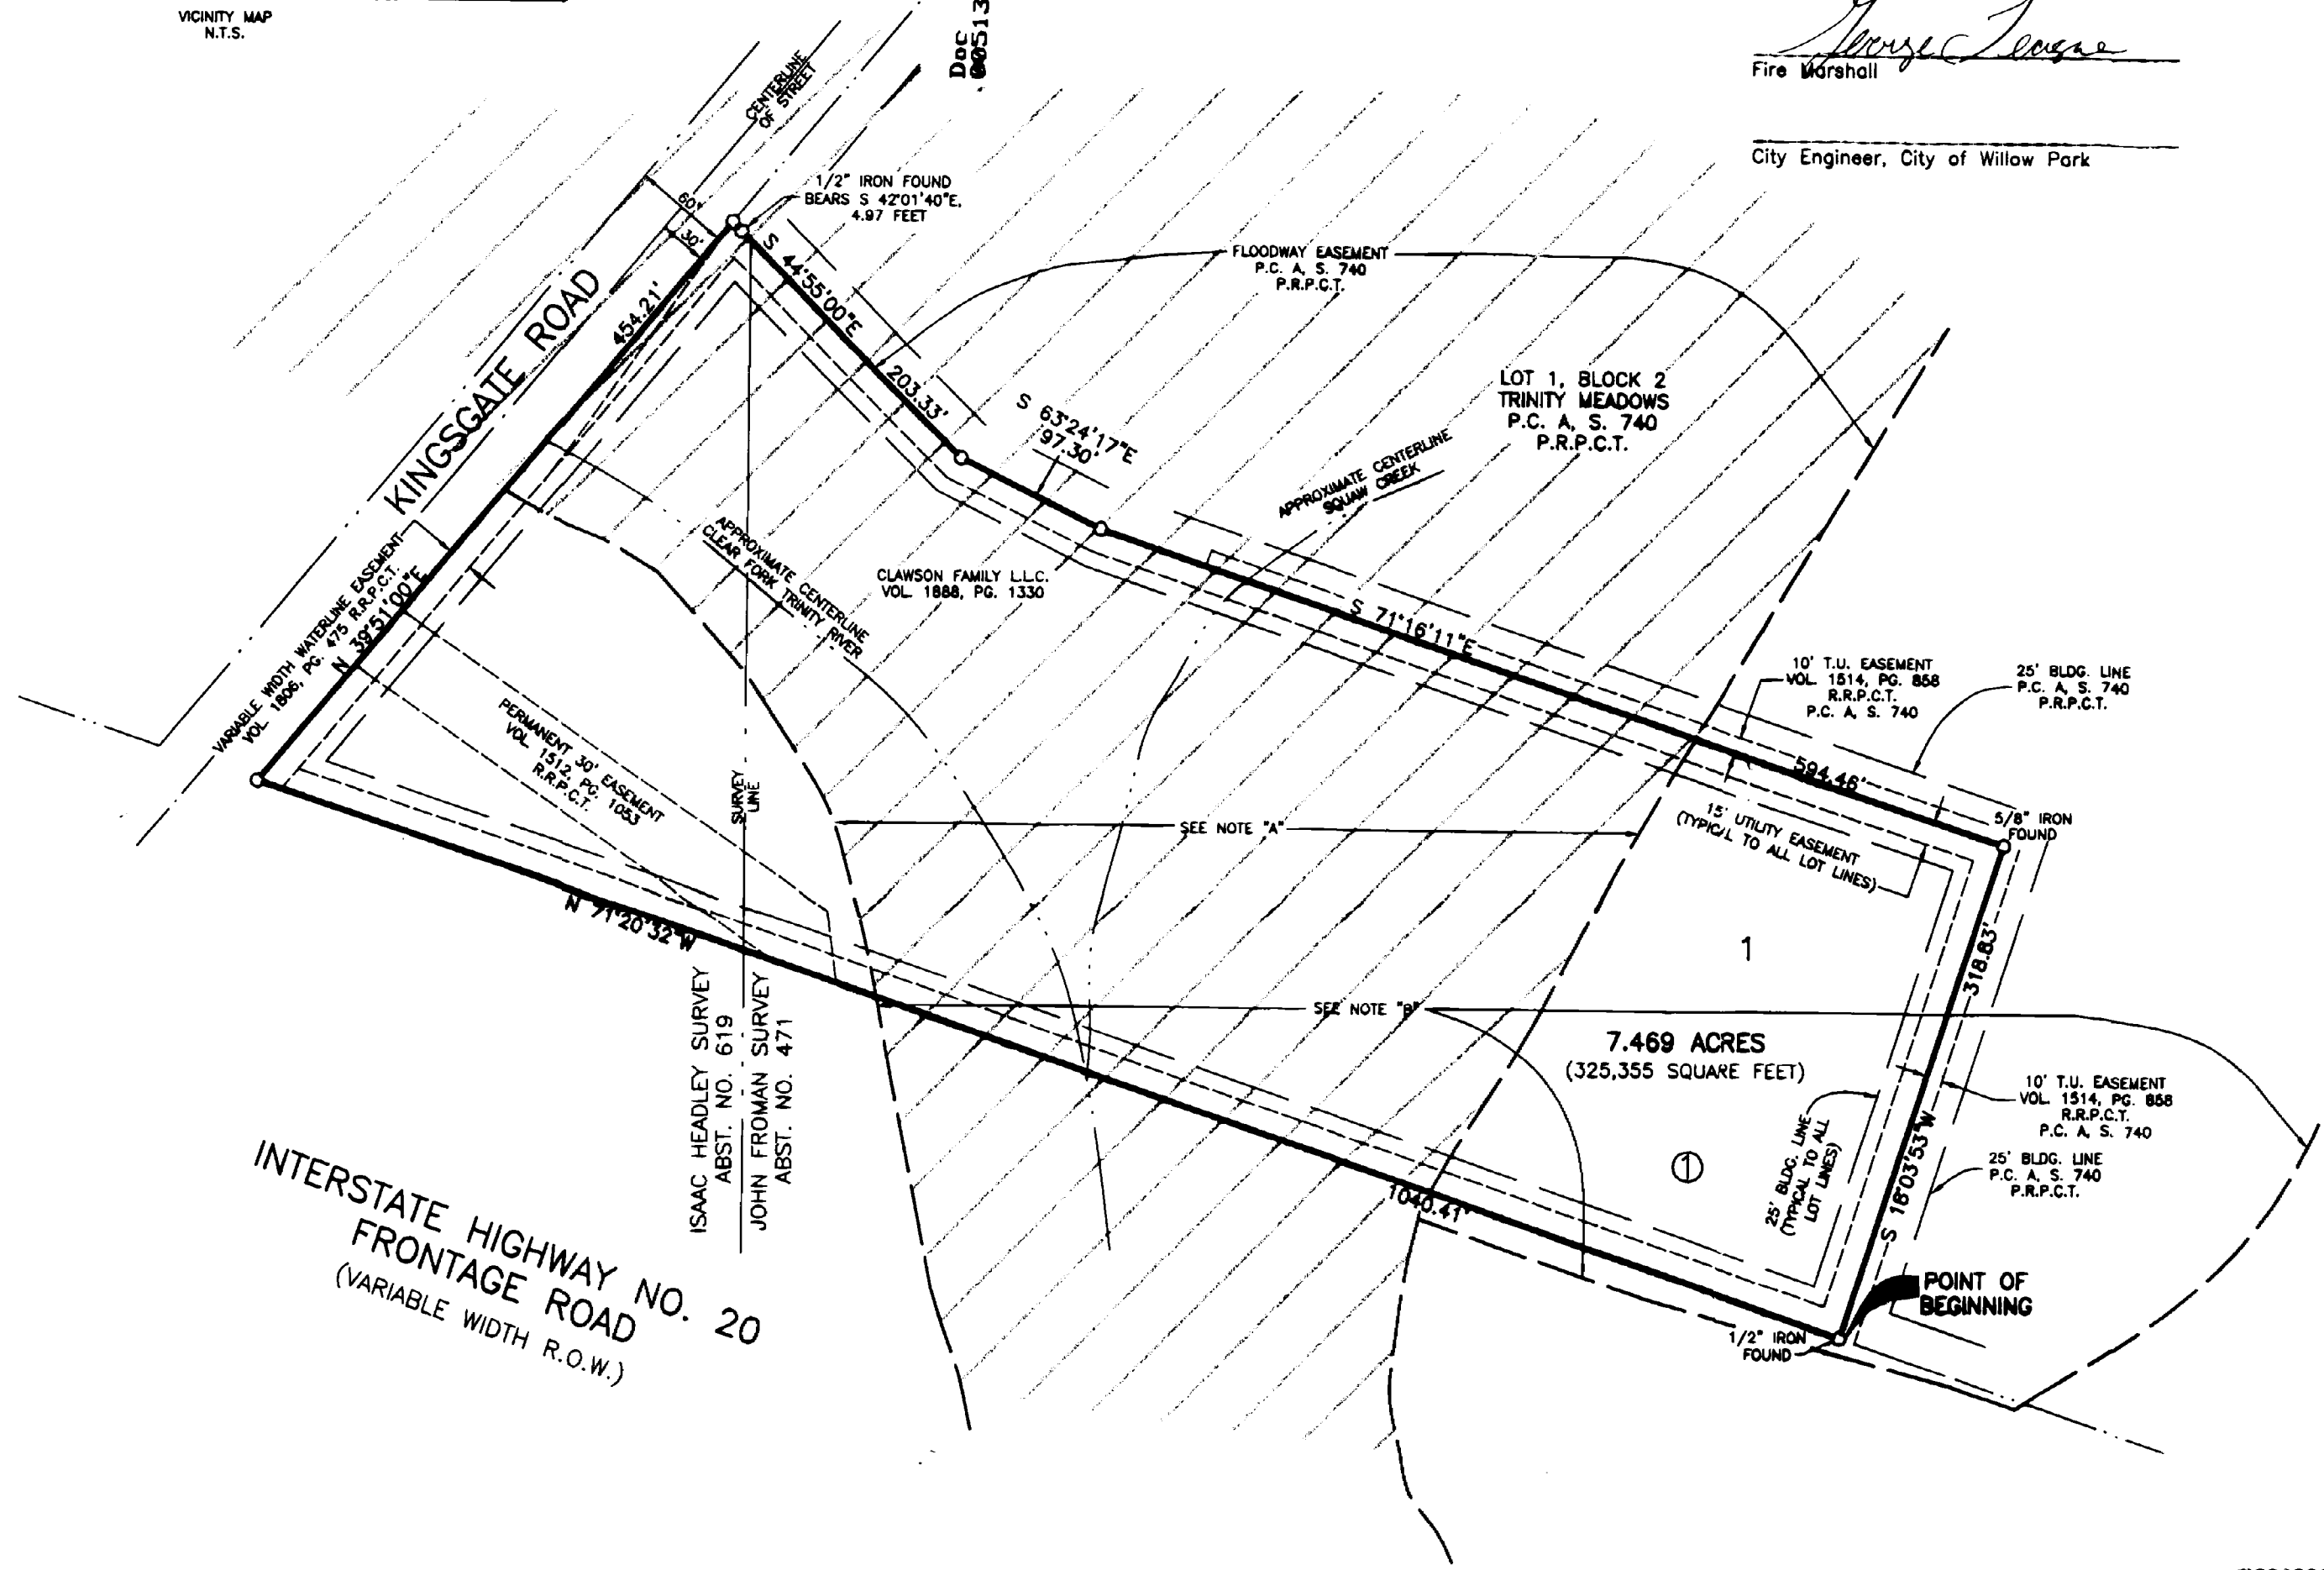 VICINITY MAP
N.T.S.
Doc
00513
Fire Marshall
City Engineer, City of Willow Park
CENTERLINE
OF STREET
1/2" IRON FOUND
BEARS S 42°01'40"E,
4.97 FEET
60'
30'
454.21'
KINGSGATE ROAD
S 44°55'00"E
203.33'
FLOODWAY EASEMENT
P.C. A, S. 740
P.R.P.C.T.
S 63°24'17"E
97.30'
LOT 1, BLOCK 2
TRINITY MEADOWS
P.C. A, S. 740
P.R.P.C.T.
APPROXIMATE CENTERLINE
SQUAW CREEK
APPROXIMATE CENTERLINE
CLEAR FORK TRINITY RIVER
CLAWSON FAMILY L.L.C.
VOL. 1888, PG. 1330
VARIABLE WIDTH WATERLINE EASEMENT
VOL. 1806, PG. 475 R.R.P.C.T.
N 39°51'00"E
S 71°16'11"E
594.46'
10' T.U. EASEMENT
VOL. 1514, PG. 858
R.R.P.C.T.
P.C. A, S. 740
25' BLDG. LINE
P.C. A, S. 740
P.R.P.C.T.
PERMANENT 30' EASEMENT
VOL. 1512, PG. 1053
R.R.P.C.T.
SURVEY
LINE
SEE NOTE "A"
15' UTILITY EASEMENT
(TYPICAL TO ALL LOT LINES)
5/8" IRON
FOUND
N 71°20'32"W
1040.41'
318.83'
S 18°03'53"W
1
SEE NOTE "B"
7.469 ACRES
(325,355 SQUARE FEET)
1
25' BLDG. LINE
(TYPICAL TO ALL
LOT LINES)
10' T.U. EASEMENT
VOL. 1514, PG. 858
R.R.P.C.T.
P.C. A, S. 740
25' BLDG. LINE
P.C. A, S. 740
P.R.P.C.T.
ISAAC HEADLEY SURVEY
ABST. NO. 619
JOHN FROMAN SURVEY
ABST. NO. 471
INTERSTATE HIGHWAY NO. 20
FRONTAGE ROAD
(VARIABLE WIDTH R.O.W.)
POINT OF
BEGINNING
1/2" IRON
FOUND